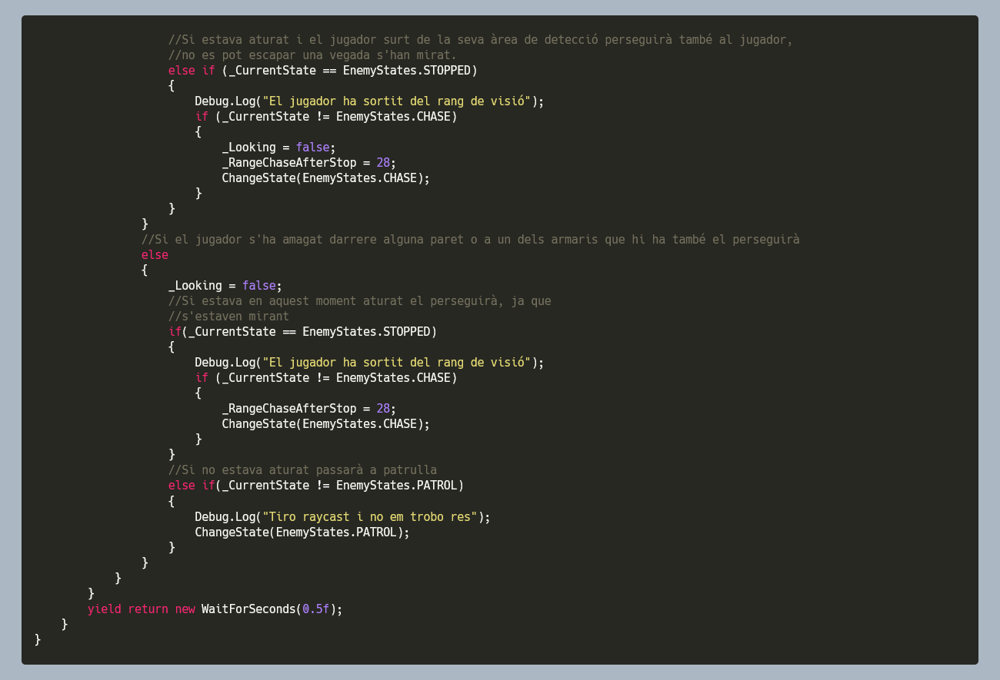 //Si estava aturat i el jugador surt de la seva àrea de detecció perseguirà també al jugador,
//no es pot escapar una vegada s'han mirat.
else if (_CurrentState == EnemyStates.STOPPED)
{
Debug.Log("El jugador ha sortit del rang de visió");
if (_CurrentState != EnemyStates.CHASE)
{
_Looking = false;
_RangeChaseAfterStop = 28;
ChangeState(EnemyStates.CHASE);
}
}
}
//Si el jugador s'ha amagat darrere alguna paret o a un dels armaris que hi ha també el perseguirà
else
{
_Looking = false;
//Si estava en aquest moment aturat el perseguirà, ja que
//s'estaven mirant
if(_CurrentState == EnemyStates.STOPPED)
{
Debug.Log("El jugador ha sortit del rang de visió");
if (_CurrentState != EnemyStates.CHASE)
{
_RangeChaseAfterStop = 28;
ChangeState(EnemyStates.CHASE);
}
}
//Si no estava aturat passarà a patrulla
else if(_CurrentState != EnemyStates.PATROL)
{
Debug.Log("Tiro raycast i no em trobo res");
ChangeState(EnemyStates.PATROL);
}
}
}
}
yield return new WaitForSeconds(0.5f);
}
}